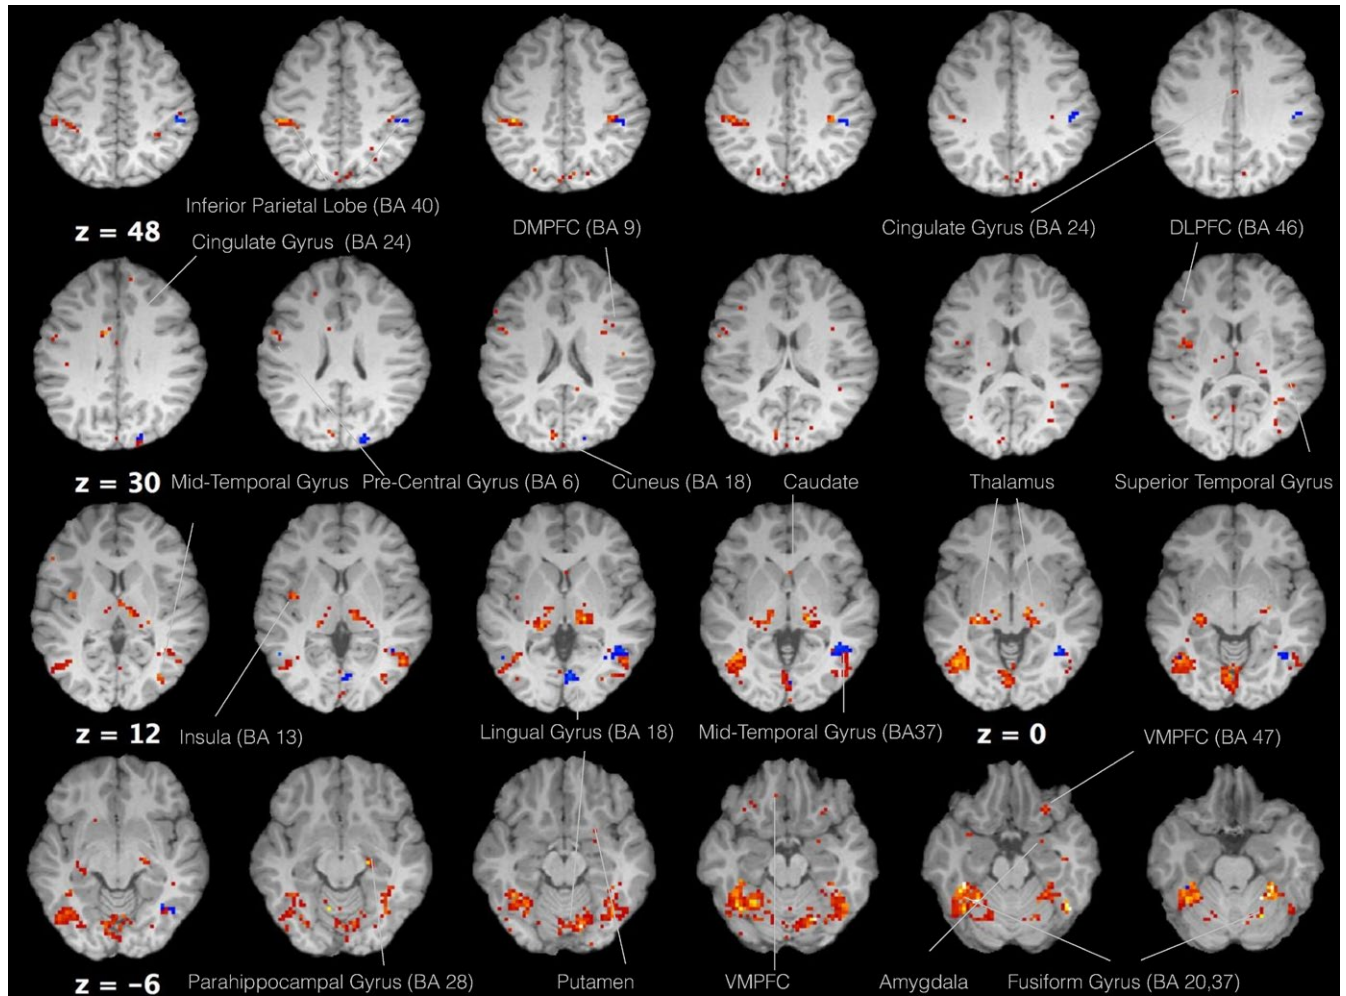 Inferior Parietal Lobe (BA 40)
z = 48
Cingulate Gyrus (BA 24)
DMPFC (BA 9)
Cingulate Gyrus (BA 24)
DLPFC (BA 46)
z = 30
Mid-Temporal Gyrus
Pre-Central Gyrus (BA 6)
Cuneus (BA 18)
Caudate
Thalamus
Superior Temporal Gyrus
z = 12
Insula (BA 13)
Lingual Gyrus (BA 18)
Mid-Temporal Gyrus (BA37)
z = 0
VMPFC (BA 47)
z = –6
Parahippocampal Gyrus (BA 28)
Putamen
VMPFC
Amygdala
Fusiform Gyrus (BA 20,37)